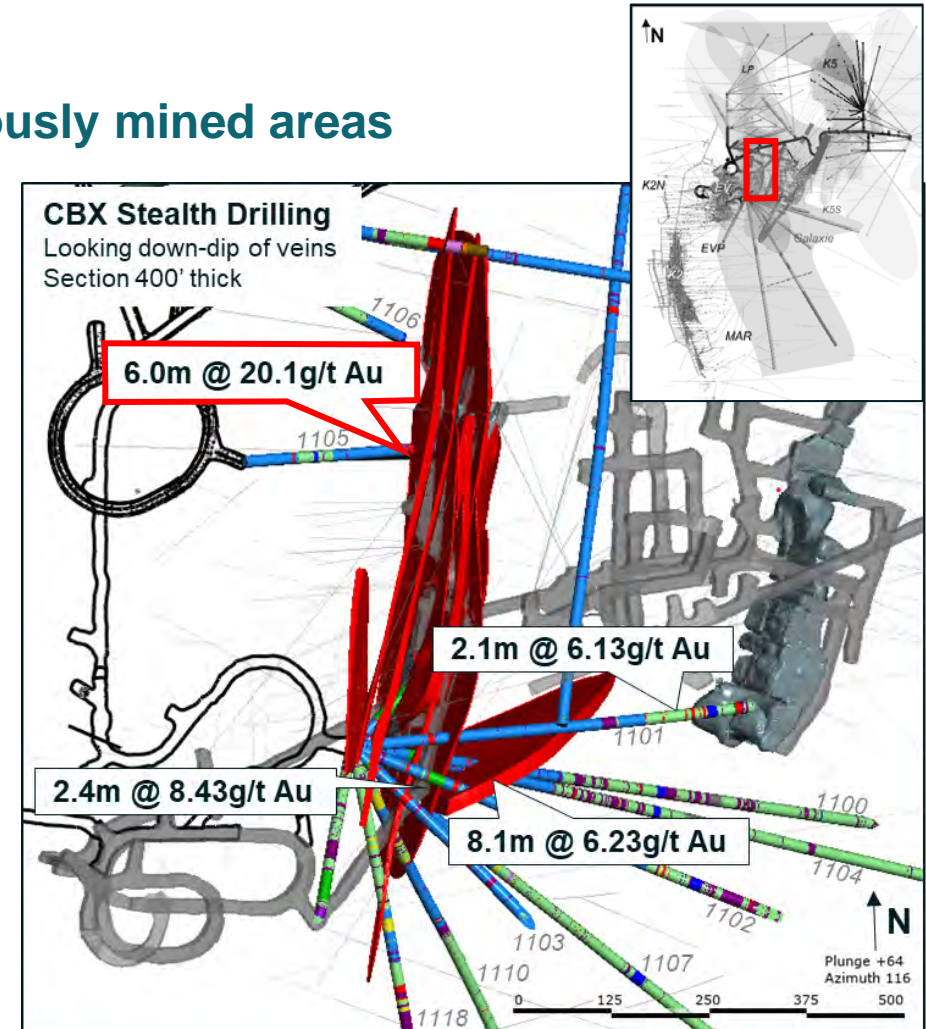 ously mined areas
N
LP
K5
K2N
EV
K5S
Galaxie
EVP
K2
MAR
CBX Stealth Drilling
Looking down-dip of veins
Section 400' thick
1106
6.0m @ 20.1g/t Au
1105
2.1m @ 6.13g/t Au
1101
2.4m @ 8.43g/t Au
1100
8.1m @ 6.23g/t Au
1104
1102
1103
N
1107
Plunge +64
Azimuth 116
1110
0 125 250 375 500
1118